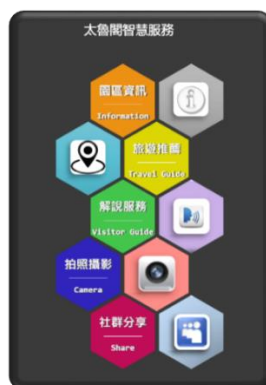 太魯閣智慧服務
園區資訊
Information
旅遊推薦
Travel Guide
解說服務
Visitor Guide
拍照攝影
Camera
社群分享
Share